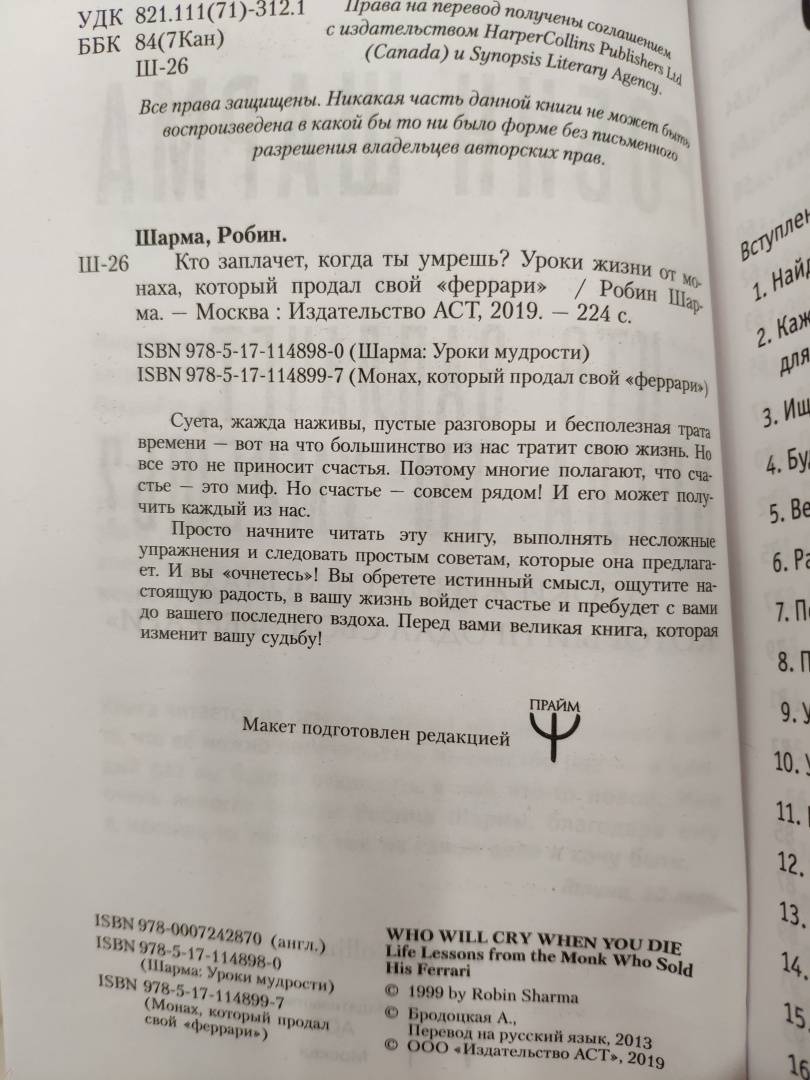 УДК 821.111(71)-312.1
ББК 84(7Кан)
Ш-26
Права на перевод получены соглашением
с издательством HarperCollins Publishers Ltd
(Canada) и Synopsis Literary Agency.
Все права защищены. Никакая часть данной книги не может быть
воспроизведена в какой бы то ни было форме без письменного
разрешения владельцев авторских прав.
Шарма, Робин.
Ш-26 Кто заплачет, когда ты умрешь? Уроки жизни от мо-
наха, который продал свой «феррари» / Робин Шар-
ма. — Москва : Издательство АСТ, 2019. — 224 с.
ISBN 978-5-17-114898-0 (Шарма: Уроки мудрости)
ISBN 978-5-17-114899-7 (Монах, который продал свой «феррари»)
Суета, жажда наживы, пустые разговоры и бесполезная трата
времени — вот на что большинство из нас тратит свою жизнь. Но
все это не приносит счастья. Поэтому многие полагают, что сча-
стье — это миф. Но счастье — совсем рядом! И его может полу-
чить каждый из нас.
Просто начните читать эту книгу, выполнять несложные
упражнения и следовать простым советам, которые она предлага-
ет. И вы «очнетесь»! Вы обретете истинный смысл, ощутите на-
стоящую радость, в вашу жизнь войдет счастье и пребудет с вами
до вашего последнего вздоха. Перед вами великая книга, которая
изменит вашу судьбу!
Макет подготовлен редакцией
ПРАЙМ
ISBN 978-0007242870 (англ.)
ISBN 978-5-17-114898-0
(Шарма: Уроки мудрости)
ISBN 978-5-17-114899-7
(Монах, который продал
свой «феррари»)
WHO WILL CRY WHEN YOU DIE
Life Lessons from the Monk Who Sold
His Ferrari
© 1999 by Robin Sharma
© Бродоцкая А.,
Перевод на русский язык, 2013
© ООО «Издательство АСТ», 2019
Вступлен
1. Найд
2. Каж
для
3. Ищ
4. Буд
5. Ве
6. Ра
7. По
8. П
9. У
10. У
11.
12.
13.
14.
15.
16